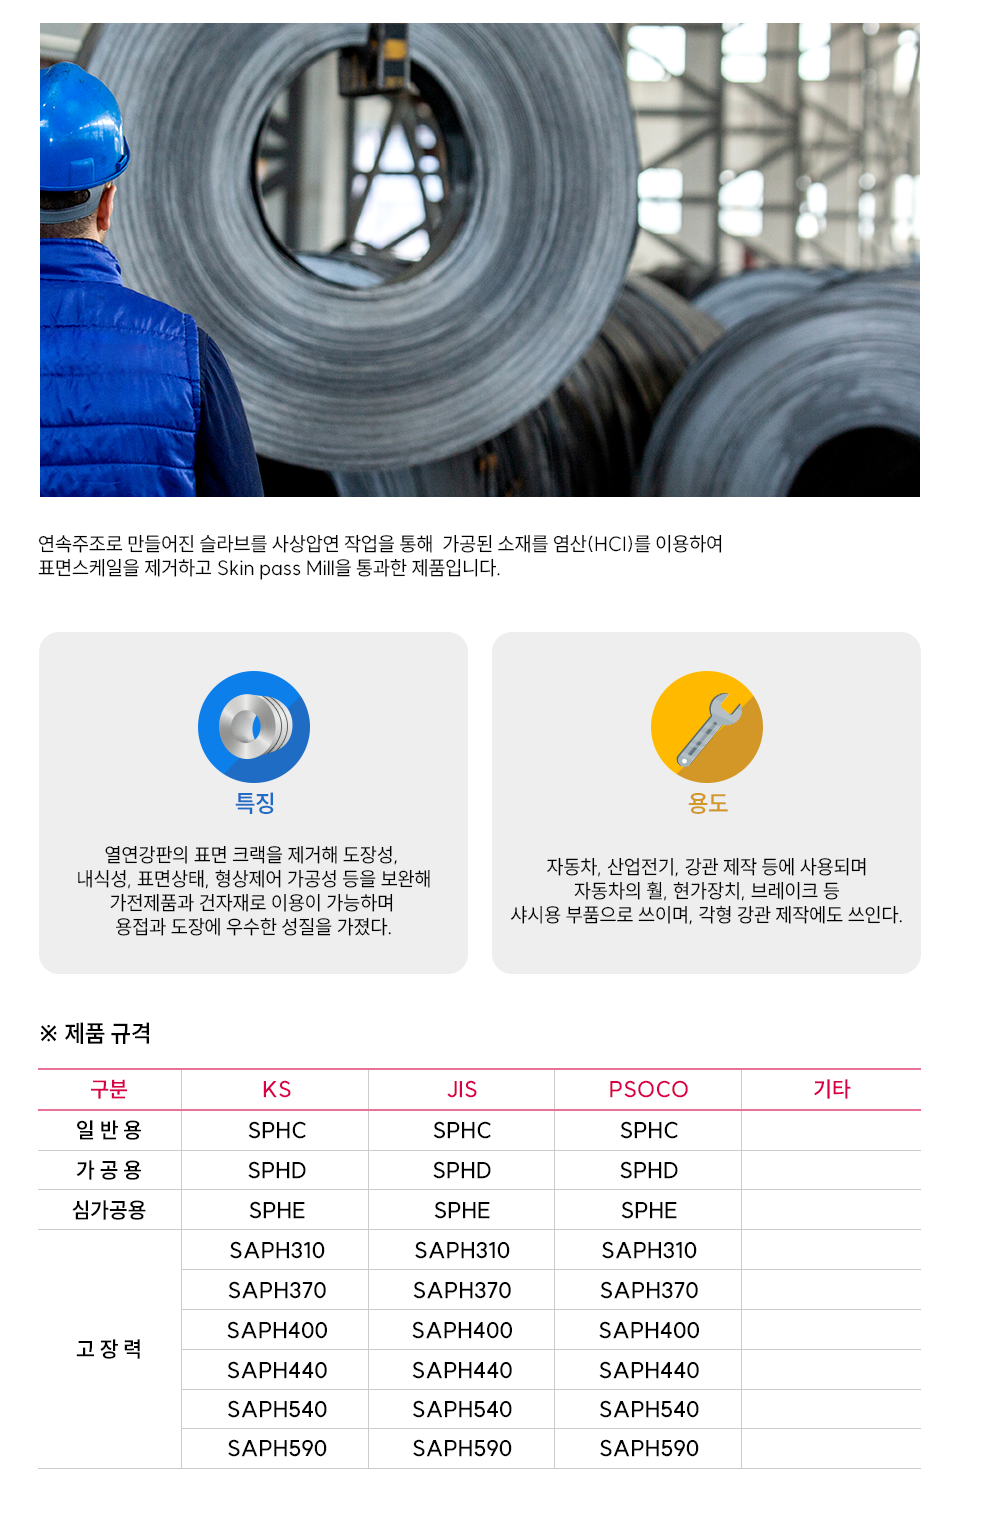 연속주조로 만들어진 슬라브를 사상압연 작업을 통해 가공된 소재를 염산(HCI)를 이용하여
표면스케일을 제거하고 Skin pass Mill을 통과한 제품입니다.
특징
열연강판의 표면 크랙을 제거해 도장성,
내식성, 표면상태, 형상제어 가공성 등을 보완해
가전제품과 건자재로 이용이 가능하며
용접과 도장에 우수한 성질을 가졌다.
용도
자동차, 산업전기, 강관 제작 등에 사용되며
자동차의 휠, 현가장치, 브레이크 등
샤시용 부품으로 쓰이며, 각형 강관 제작에도 쓰인다.
※ 제품 규격
구분 KS JIS PSOCO 기타
일 반 용 SPHC SPHC SPHC
가 공 용 SPHD SPHD SPHD
심가공용 SPHE SPHE SPHE
고 장 력 SAPH310 SAPH310 SAPH310
SAPH370 SAPH370 SAPH370
SAPH400 SAPH400 SAPH400
SAPH440 SAPH440 SAPH440
SAPH540 SAPH540 SAPH540
SAPH590 SAPH590 SAPH590